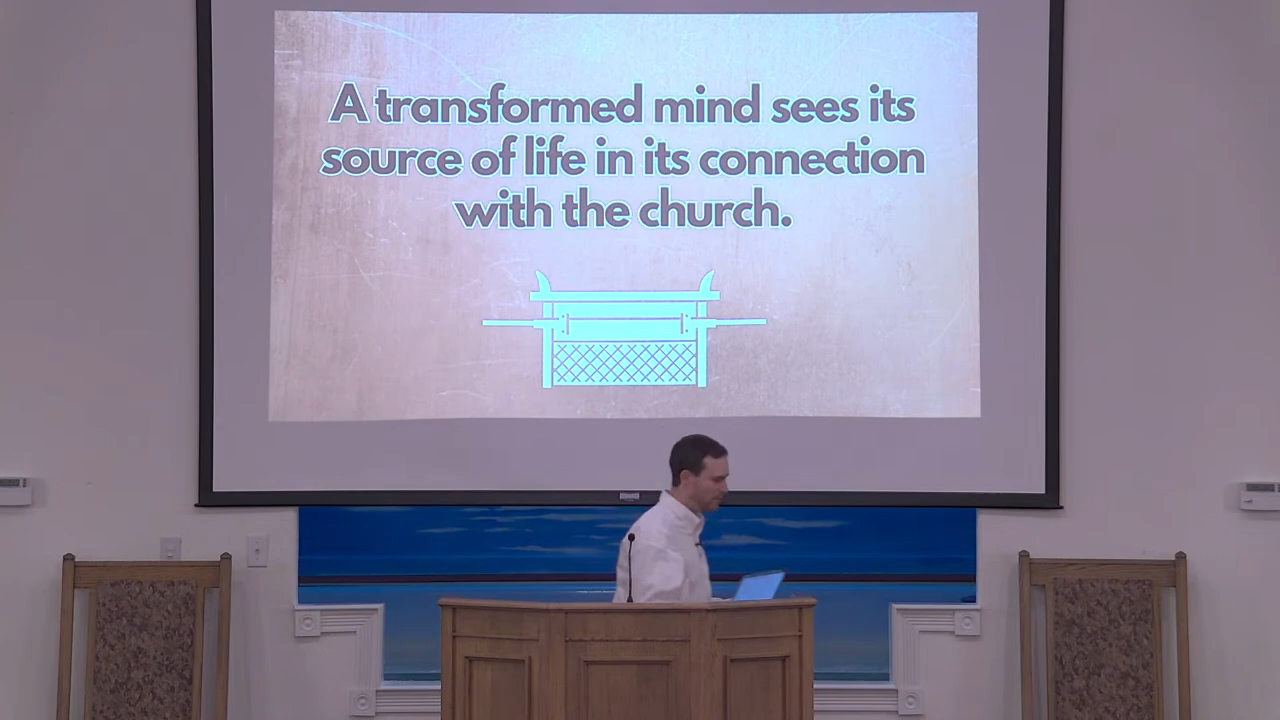 A transformed mind sees its
source of life in its connection
with the church.